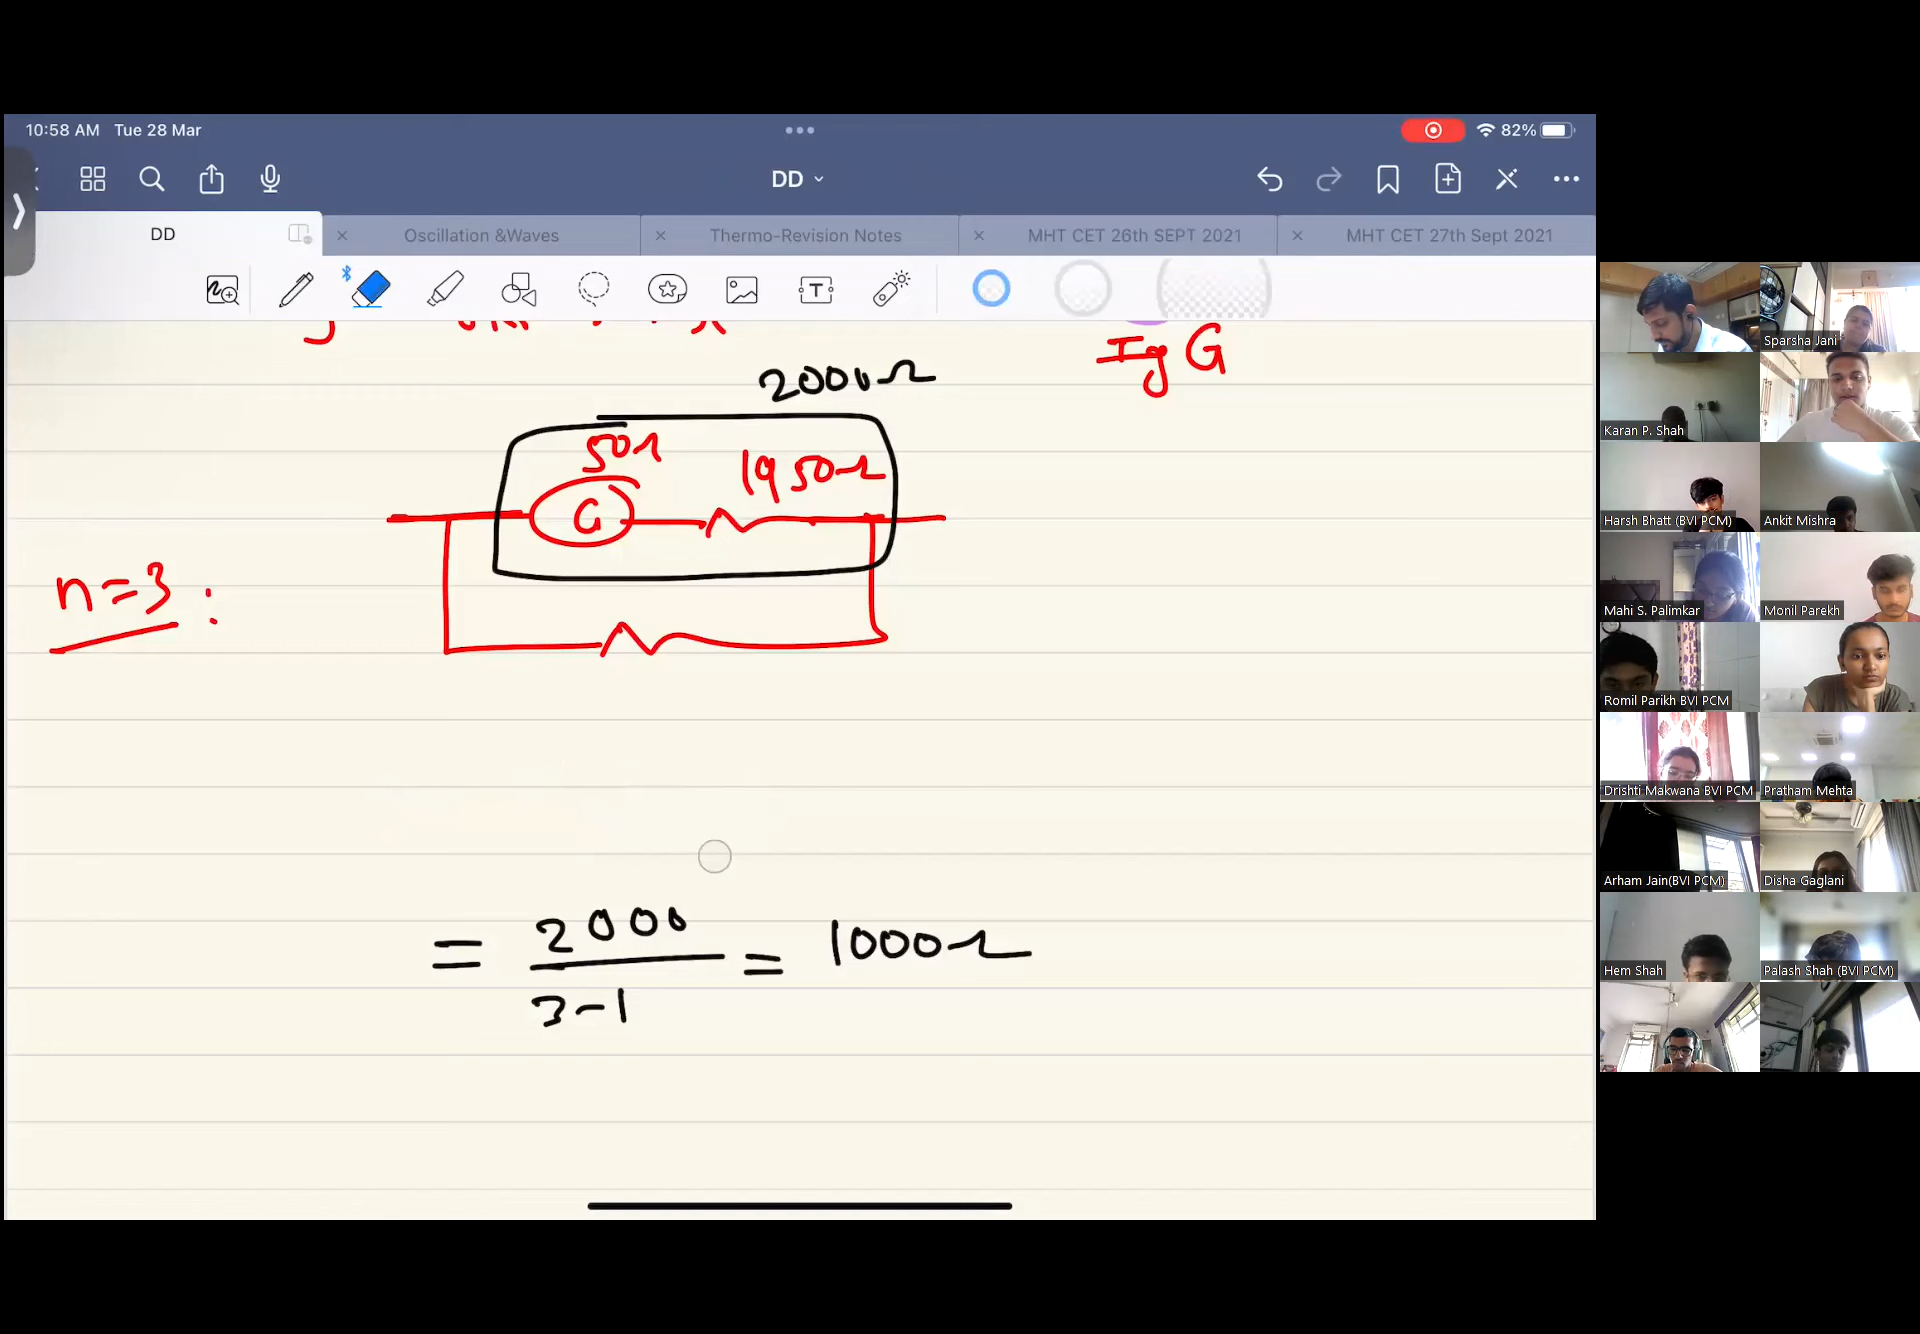 10:58 AM Tue 28 Mar
82%
DD
DD
Oscillation &Waves
Thermo-Revision Notes
MHT CET 26th SEPT 2021
MHT CET 27th Sept 2021
T
Ig G
2000Ω
50Ω
1950Ω
G
n=3 :
= 2000 / 3-1 = 1000Ω
Sparsha Jani
Karan P. Shah
Harsh Bhatt (BVI PCM)
Ankit Mishra
Mahi S. Palimkar
Monil Parekh
Romil Parikh BVI PCM
Drishti Makwana BVI PCM
Pratham Mehta
Arham Jain(BVI PCM)
Disha Gaglani
Hem Shah
Palash Shah (BVI PCM)